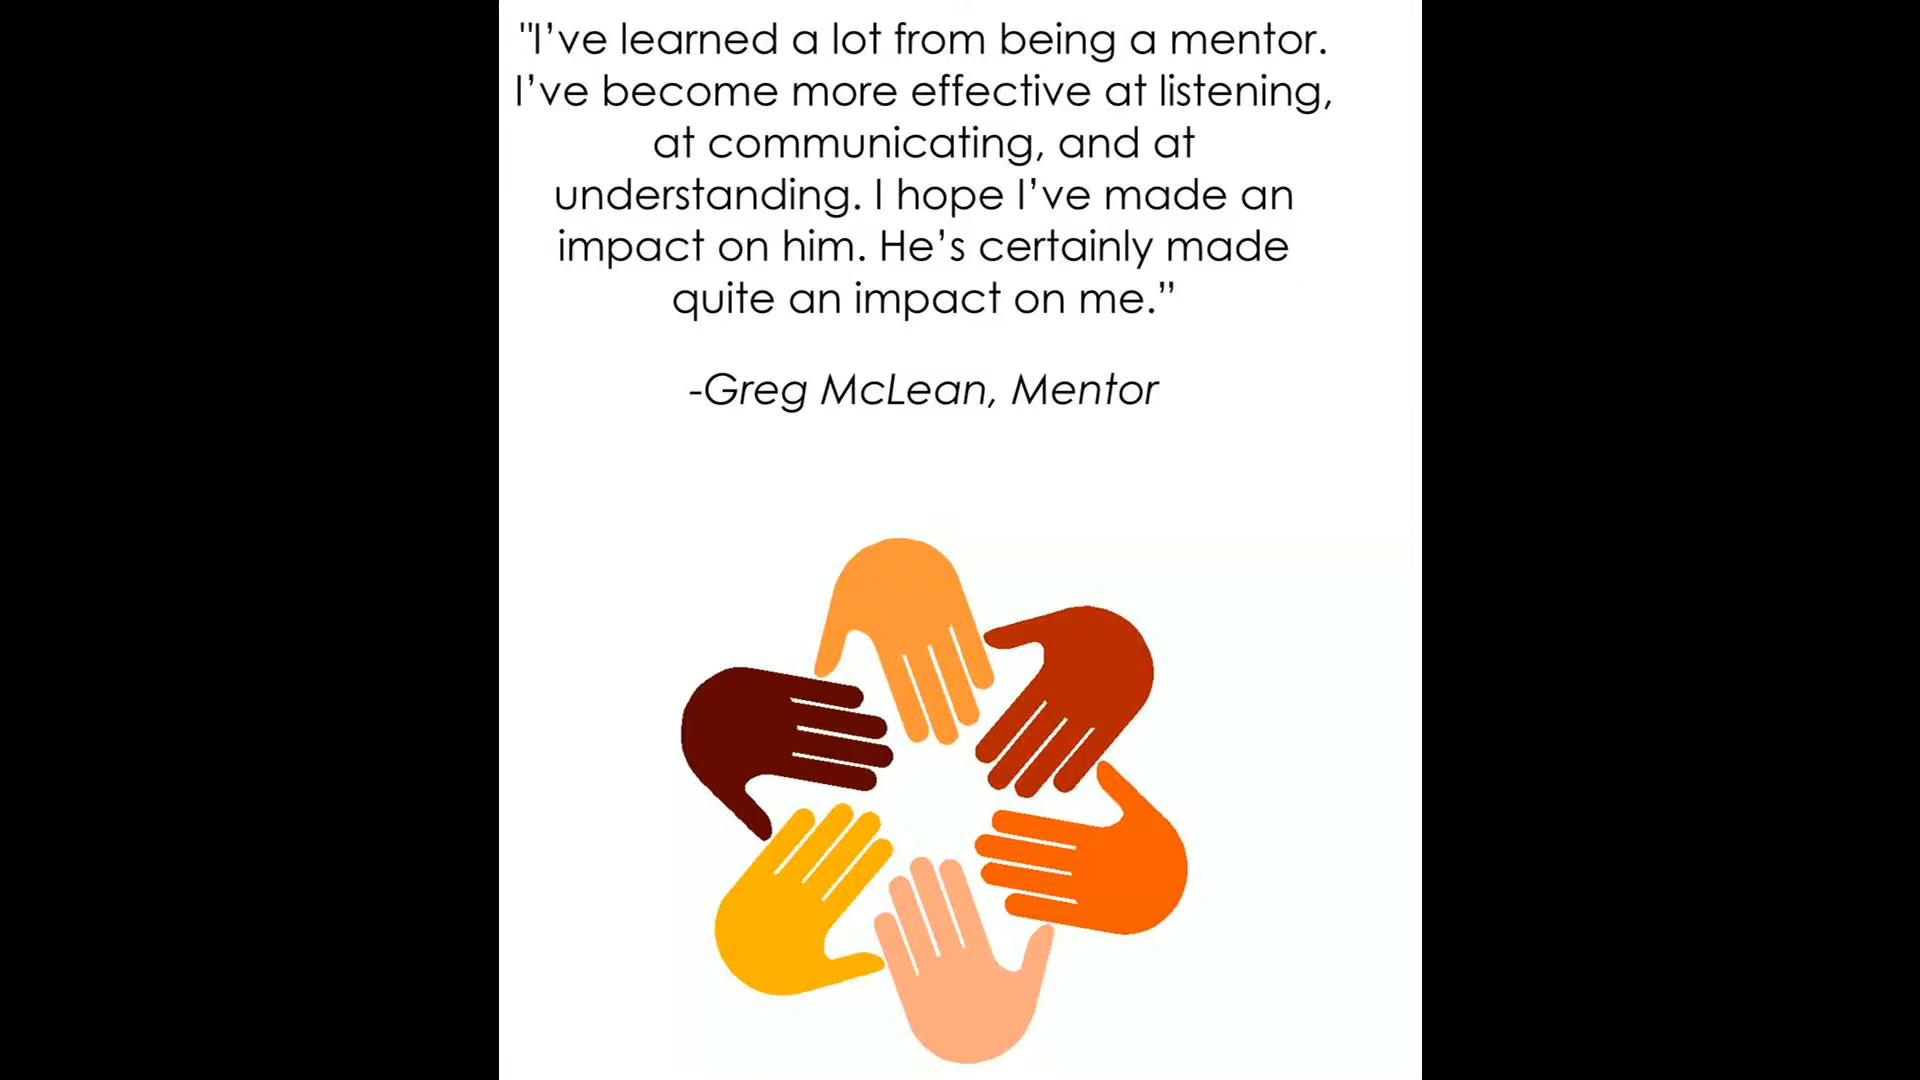 "I’ve learned a lot from being a mentor.
I’ve become more effective at listening,
at communicating, and at
understanding. I hope I’ve made an
impact on him. He’s certainly made
quite an impact on me.”
-Greg McLean, Mentor